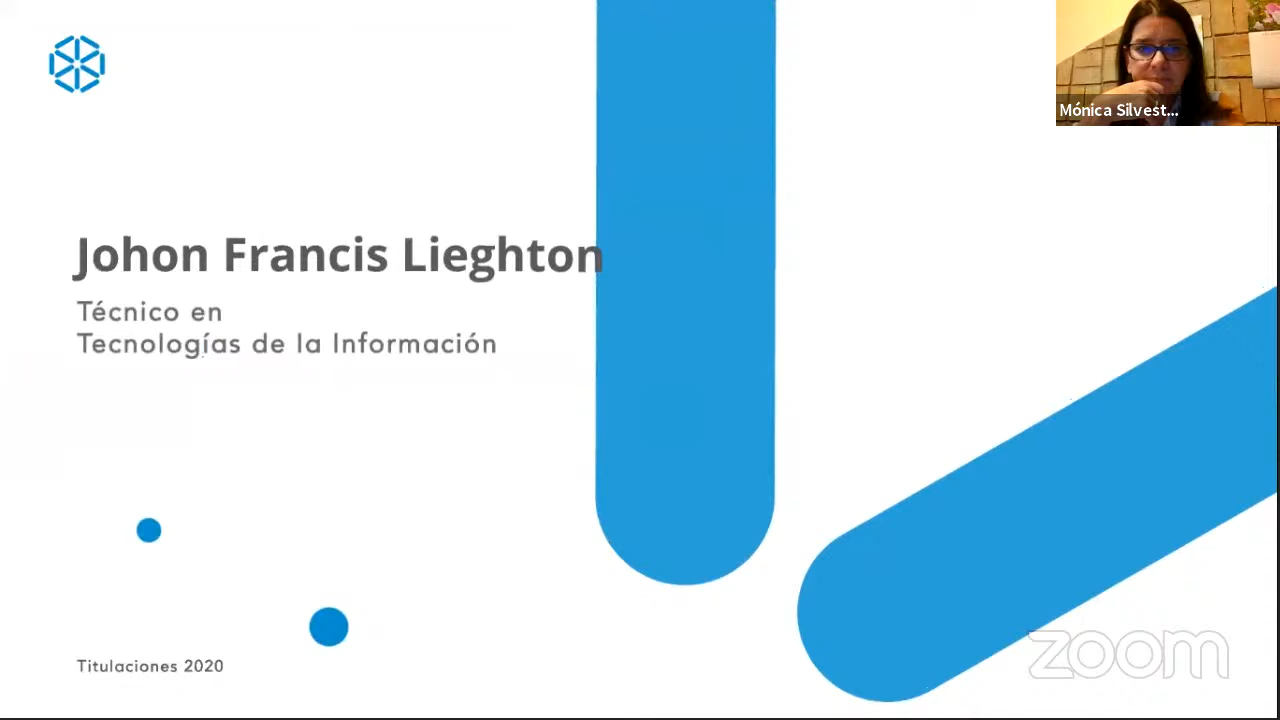 Mónica Silvest...
Johon Francis Lieghton
Técnico en
Tecnologías de la Información
Titulaciones 2020
zoom